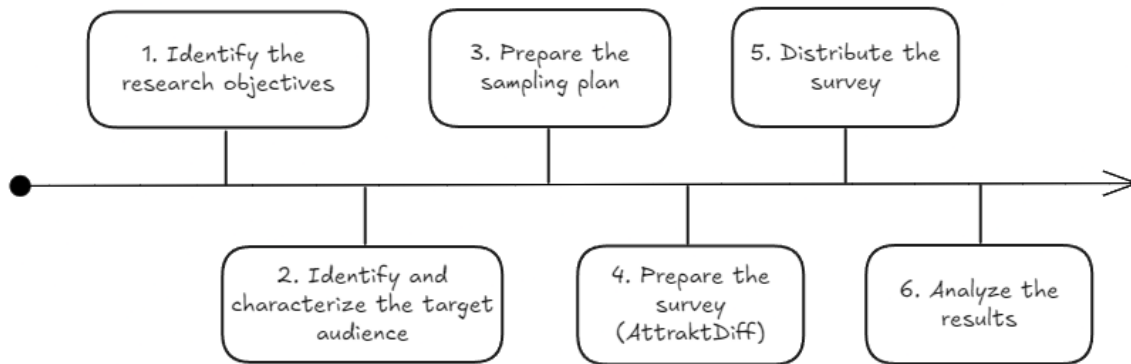 1. Identify the
research objectives
2. Identify and
characterize the target
audience
3. Prepare the
sampling plan
4. Prepare the
survey
(AttraktDiff)
5. Distribute the
survey
6. Analyze the
results